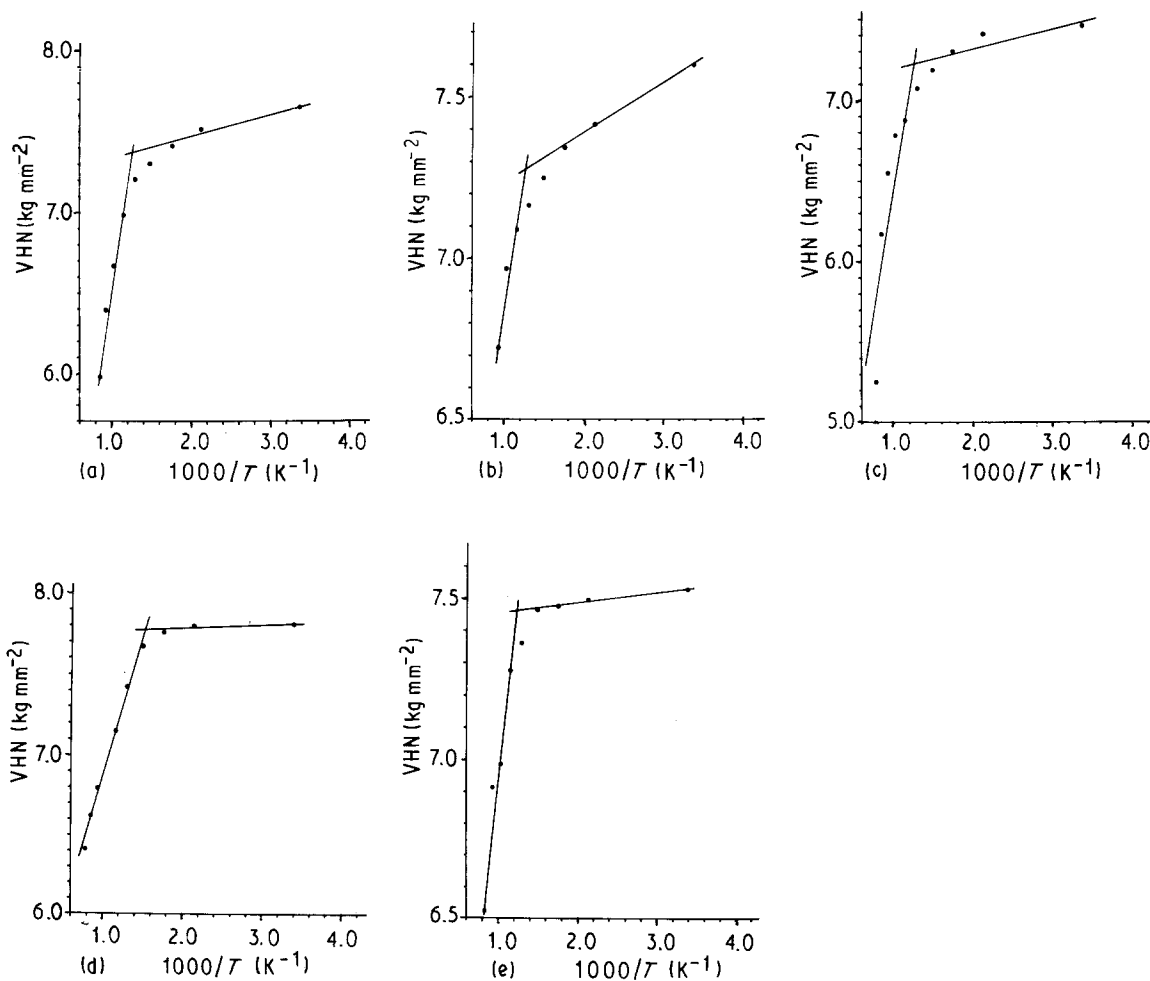 8.0
7.0
6.0
VHN (kg mm⁻²)
1.0 2.0 3.0 4.0
(a) 1000/T (K⁻¹)
7.5
7.0
6.5
VHN (kg mm⁻²)
1.0 2.0 3.0 4.0
(b) 1000/T (K⁻¹)
7.0
6.0
5.0
VHN (kg mm⁻²)
1.0 2.0 3.0 4.0
(c) 1000/T (K⁻¹)
8.0
7.0
6.0
VHN (kg mm⁻²)
1.0 2.0 3.0 4.0
(d) 1000/T (K⁻¹)
7.5
7.0
6.5
VHN (kg mm⁻²)
1.0 2.0 3.0 4.0
(e) 1000/T (K⁻¹)